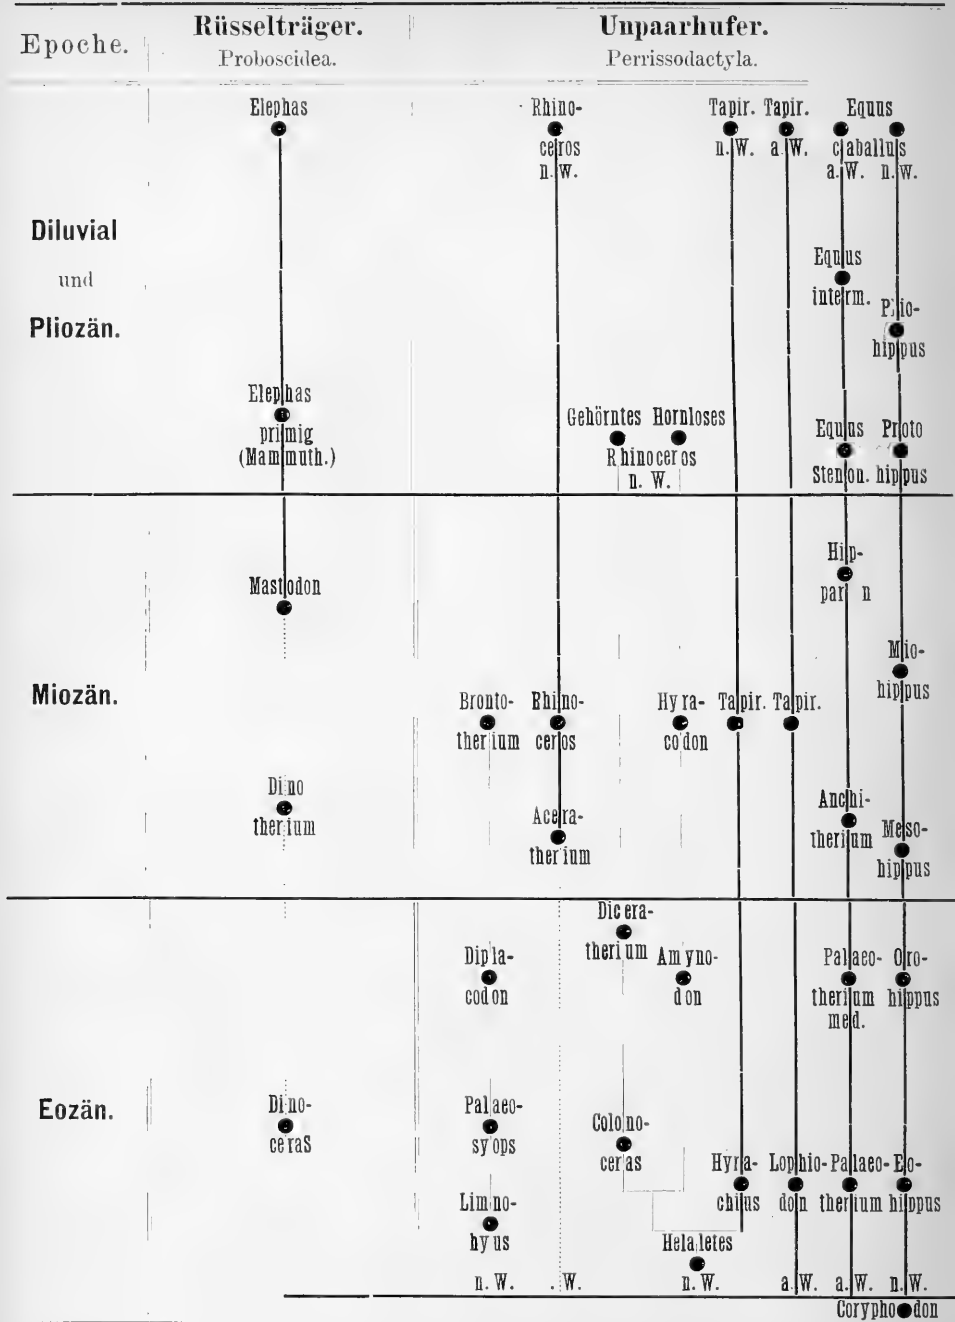 Epoche.
Rüsselträger.
Proboscidea.
Unpaarhufer.
Perrissodactyla.
Diluvial
und
Pliozän.
Elephas
Rhino-
ceros
n. W.
Tapir.
n. W.
Tapir.
a. W.
Equus
caballus
a. W. n. W.
Equus
interm.
Plio-
hippus
Elephas
primig
(Mammuth.)
Gehörntes Hornloses
Rhinoceros
n. W.
Equus
Stenon.
Proto
hippus
Miozän.
Mastodon
Hip-
par n
Mio-
hippus
Bronto-
therium
Rhino-
ceros
Hyra-
codon
Tapir.
Tapir.
Dino
therium
Acera-
therium
Anchi-
therium
Meso-
hippus
Eozän.
Dicera-
therium
Dipla-
codon
Amyno-
don
Palaeo-
therium
med.
Oro-
hippus
Dino-
ceras
Palaeo-
syops
Colono-
ceras
Hyra-
chius
Lophio-
don
Palaeo-
therium
Eo-
hippus
Limno-
hyus
Helaletes
n. W.
. W.
n. W.
a. W.
a. W.
n. W.
Coryphodon